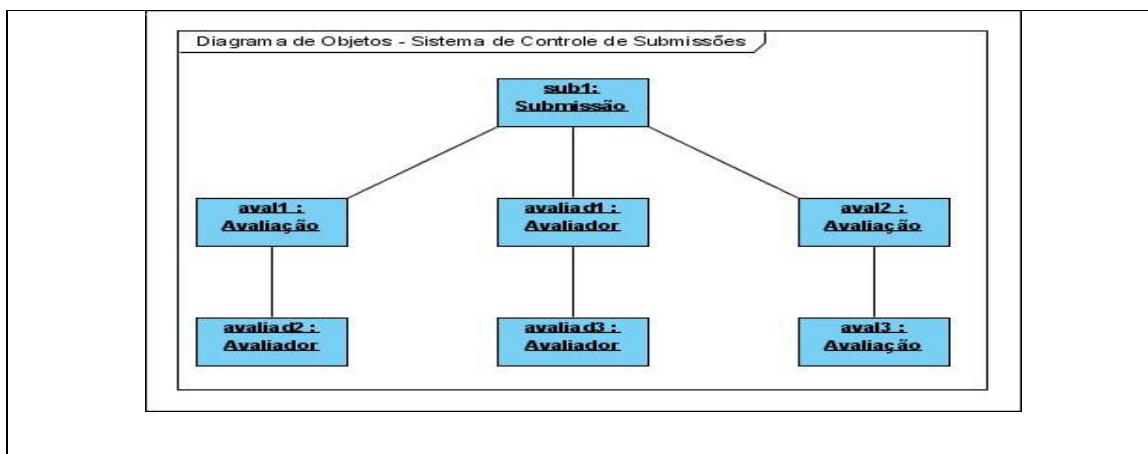 Diagrama de Objetos - Sistema de Controle de Submissões
sub1:
Submissão
aval1 :
Avaliação
avaliad1 :
Avaliador
aval2 :
Avaliação
avaliad2 :
Avaliador
avaliad3 :
Avaliador
aval3 :
Avaliação